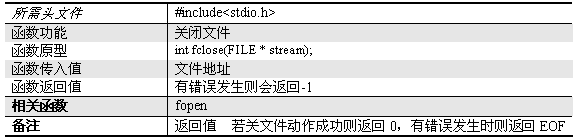 所需头文件 #include<stdio.h>
函数功能 关闭文件
函数原型 int fclose(FILE * stream);
函数传入值 文件地址
函数返回值 有错误发生则会返回-1
相关函数 fopen
备注 返回值 若关文件动作成功则返回 0，有错误发生时则返回 EOF